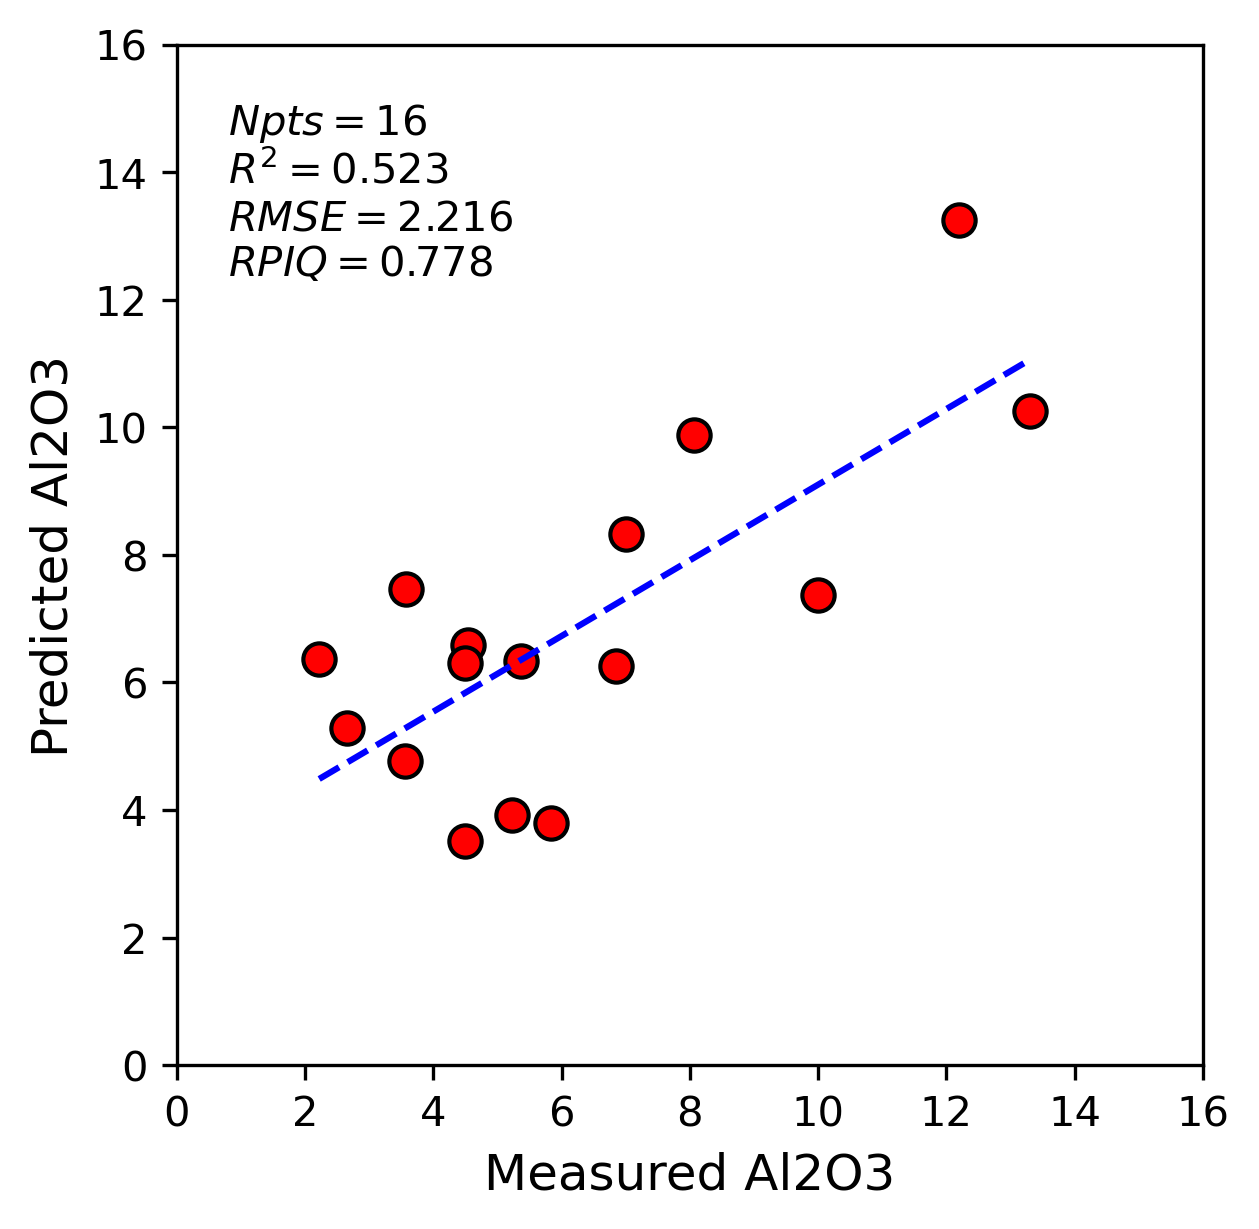 16
14
12
10
8
6
4
2
0
Npts = 16
R² = 0.523
RMSE = 2.216
RPIQ = 0.778
Predicted Al2O3
0 2 4 6 8 10 12 14 16
Measured Al2O3